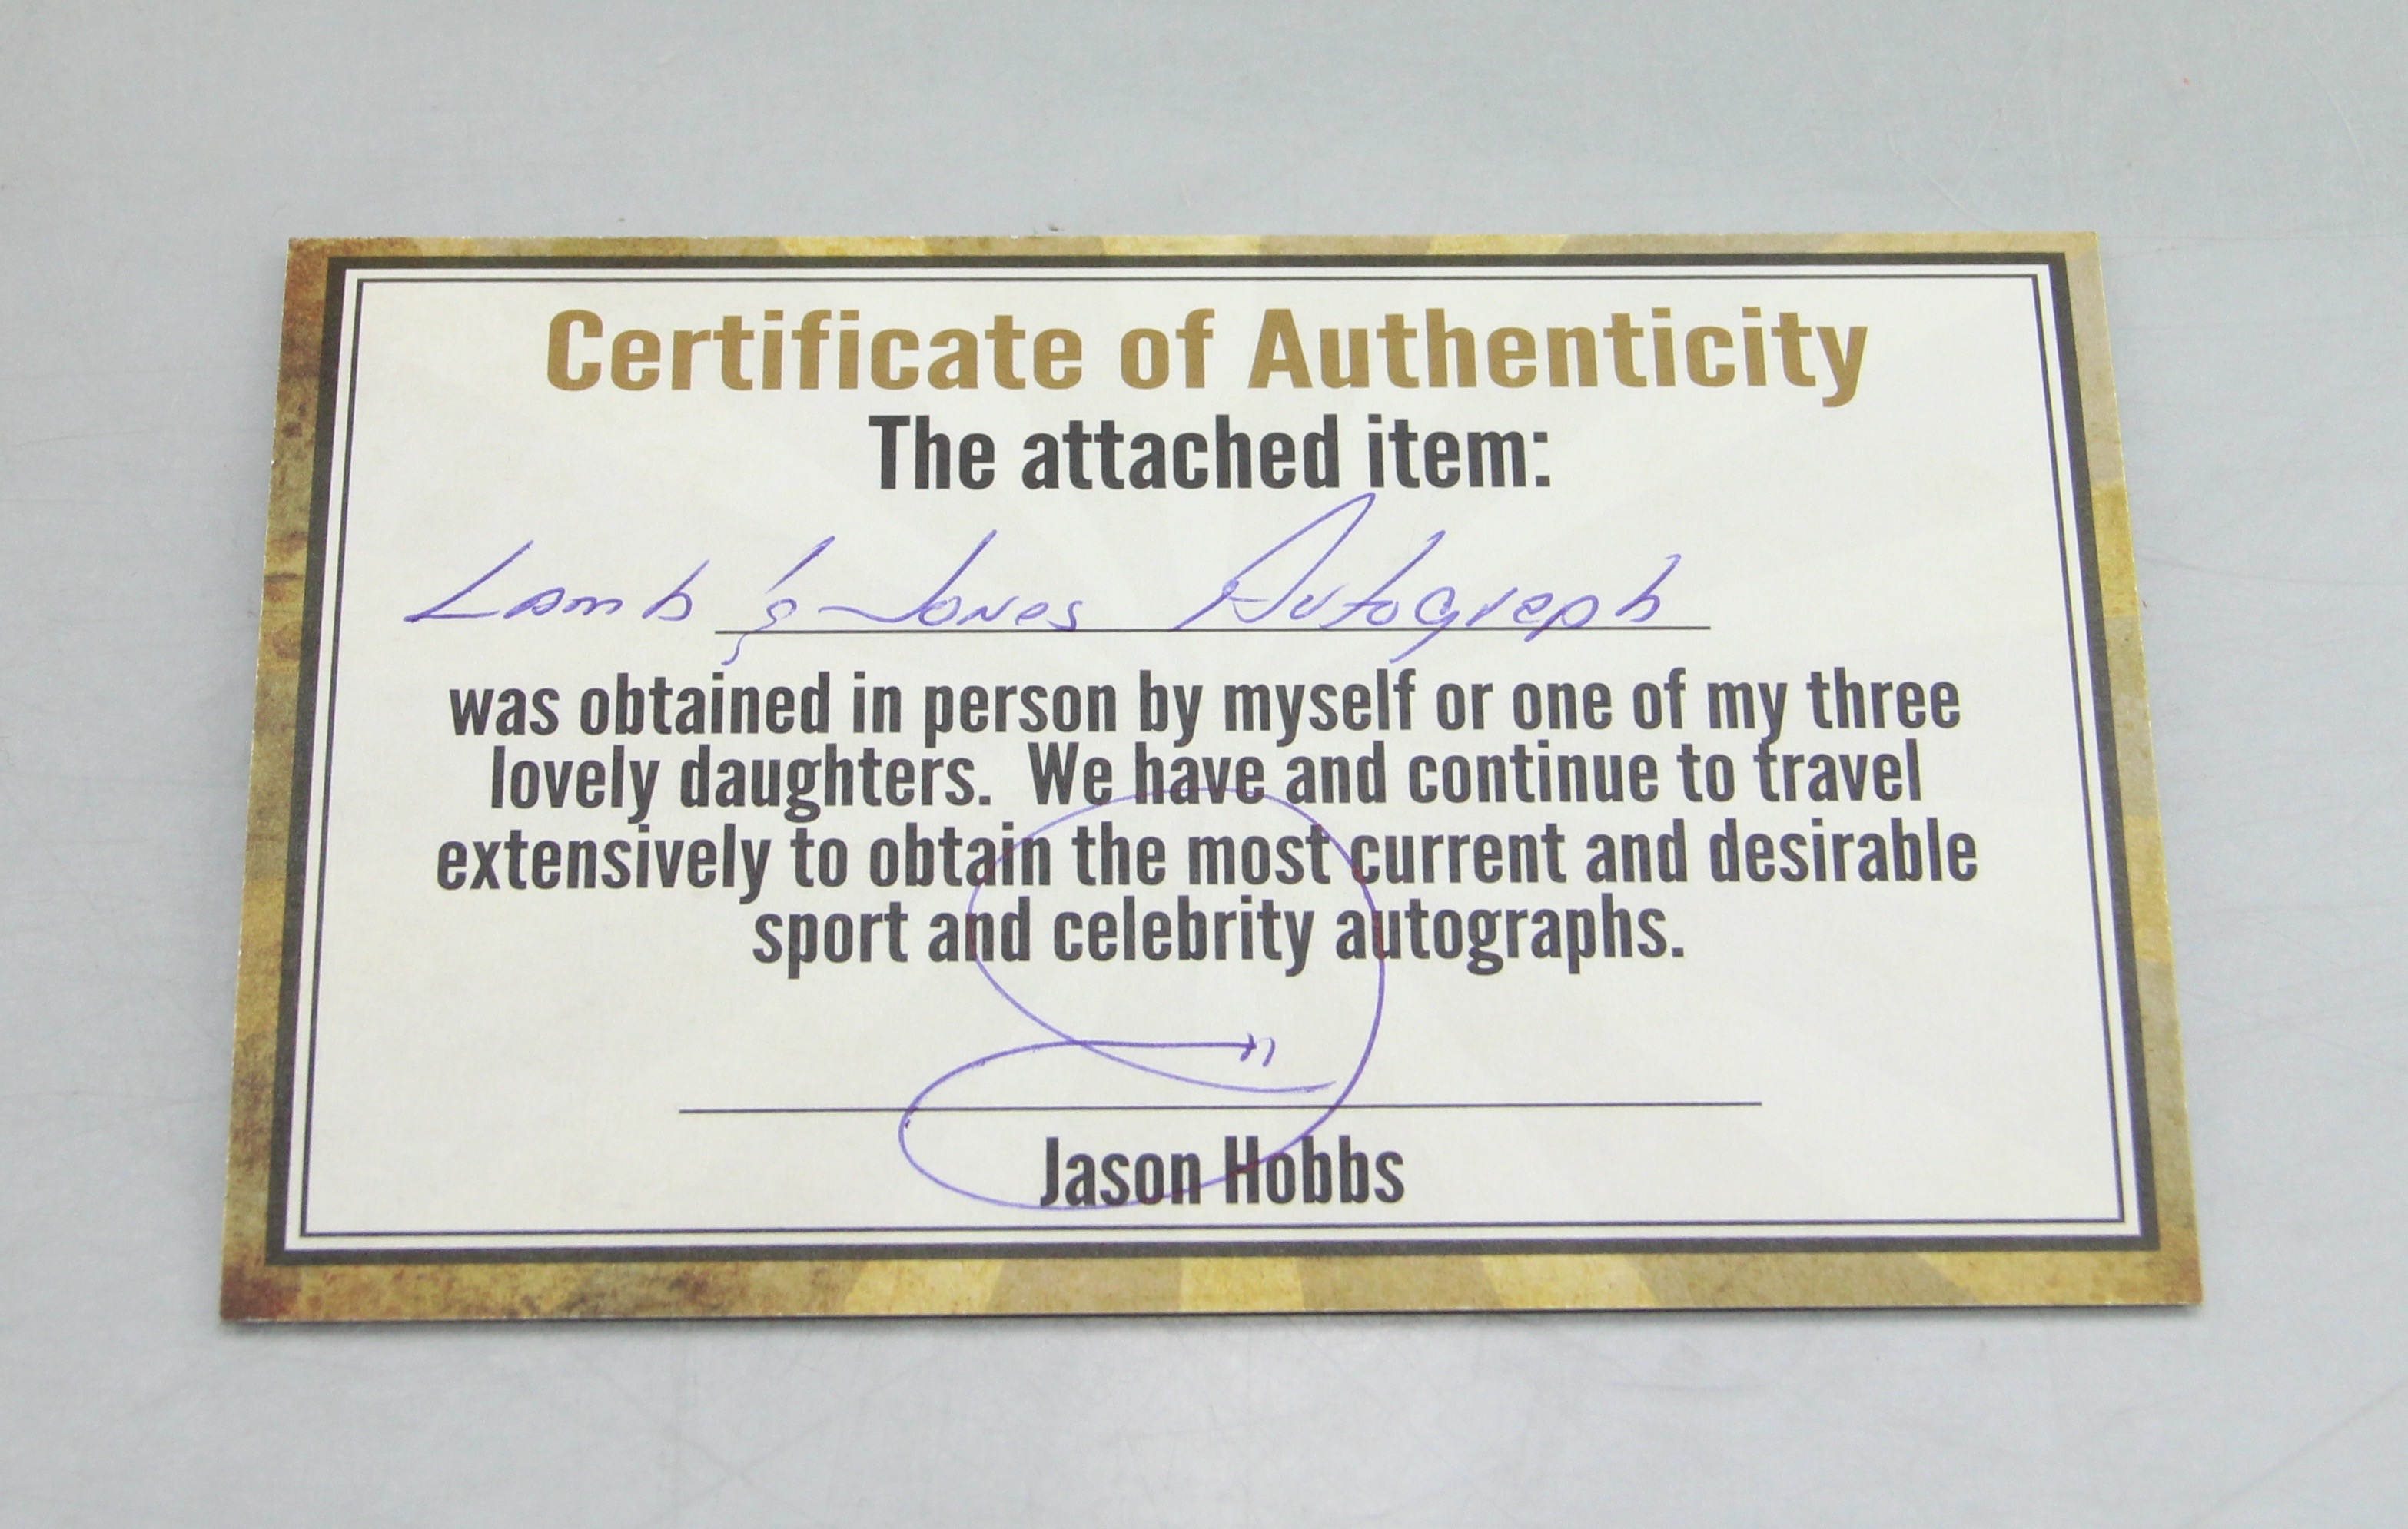 Certificate of Authenticity
The attached item:
Lamb & Jones Autograph
was obtained in person by myself or one of my three
lovely daughters. We have and continue to travel
extensively to obtain the most current and desirable
sport and celebrity autographs.
Jason Hobbs